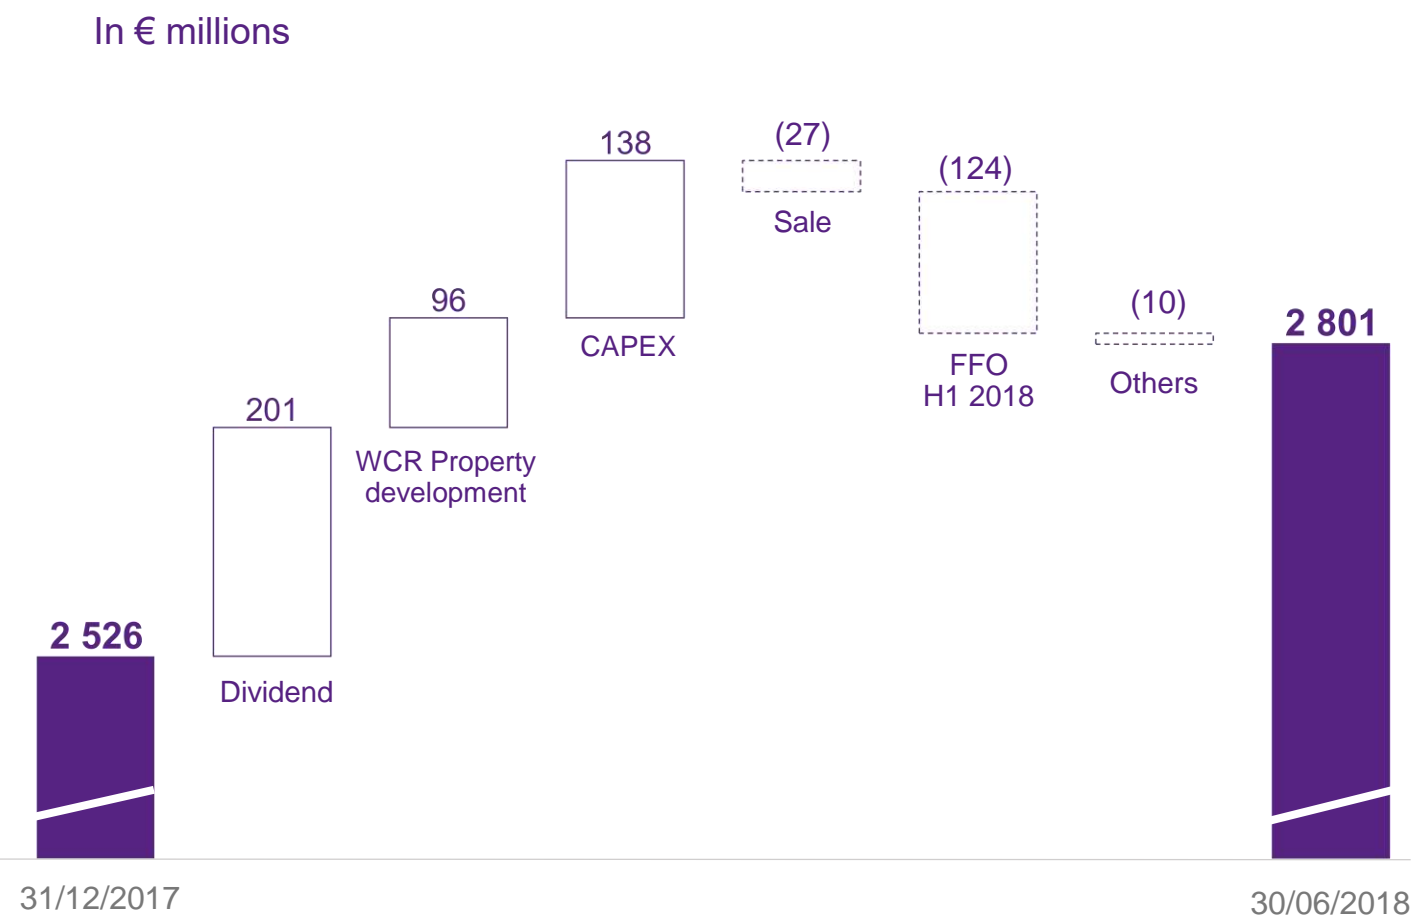 In € millions
2 526
201
Dividend
96
WCR Property
development
138
CAPEX
(27)
Sale
(124)
FFO
H1 2018
(10)
Others
2 801
31/12/2017
30/06/2018